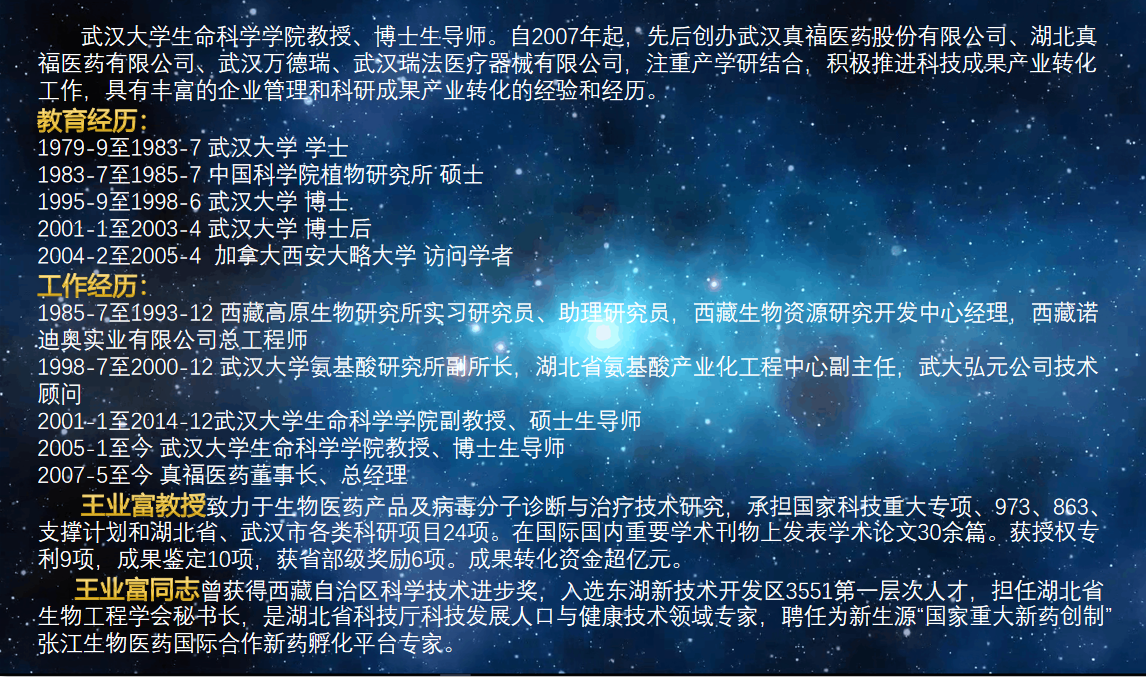 武汉大学生命科学学院教授、博士生导师。自2007年起，先后创办武汉真福医药股份有限公司、湖北真
福医药有限公司、武汉万德瑞、武汉瑞法医疗器械有限公司，注重产学研结合，积极推进科技成果产业转化
工作，具有丰富的企业管理和科研成果产业转化的经验和经历。
教育经历：
1979-9至1983-7 武汉大学 学士
1983-7至1985-7 中国科学院植物研究所 硕士
1995-9至1998-6 武汉大学 博士.
2001-1至2003-4 武汉大学 博士后
2004-2至2005-4 加拿大西安大略大学 访问学者
工作经历：
1985-7至1993-12 西藏高原生物研究所实习研究员、助理研究员，西藏生物资源研究开发中心经理，西藏诺
迪奥实业有限公司总工程师
1998-7至2000-12 武汉大学氨基酸研究所副所长，湖北省氨基酸产业化工程中心副主任，武大弘元公司技术
顾问
2001-1至2014-12武汉大学生命科学学院副教授、硕士生导师
2005-1至今 武汉大学生命科学学院教授、博士生导师
2007-5至今 真福医药董事长、总经理
王业富教授致力于生物医药产品及病毒分子诊断与治疗技术研究，承担国家科技重大专项、973、863、
支撑计划和湖北省、武汉市各类科研项目24项。在国际国内重要学术刊物上发表学术论文30余篇。获授权专
利9项，成果鉴定10项，获省部级奖励6项。成果转化资金超亿元。
王业富同志曾获得西藏自治区科学技术进步奖，入选东湖新技术开发区3551第一层次人才，担任湖北省
生物工程学会秘书长，是湖北省科技厅科技发展人口与健康技术领域专家，聘任为新生源“国家重大新药创制”
张江生物医药国际合作新药孵化平台专家。